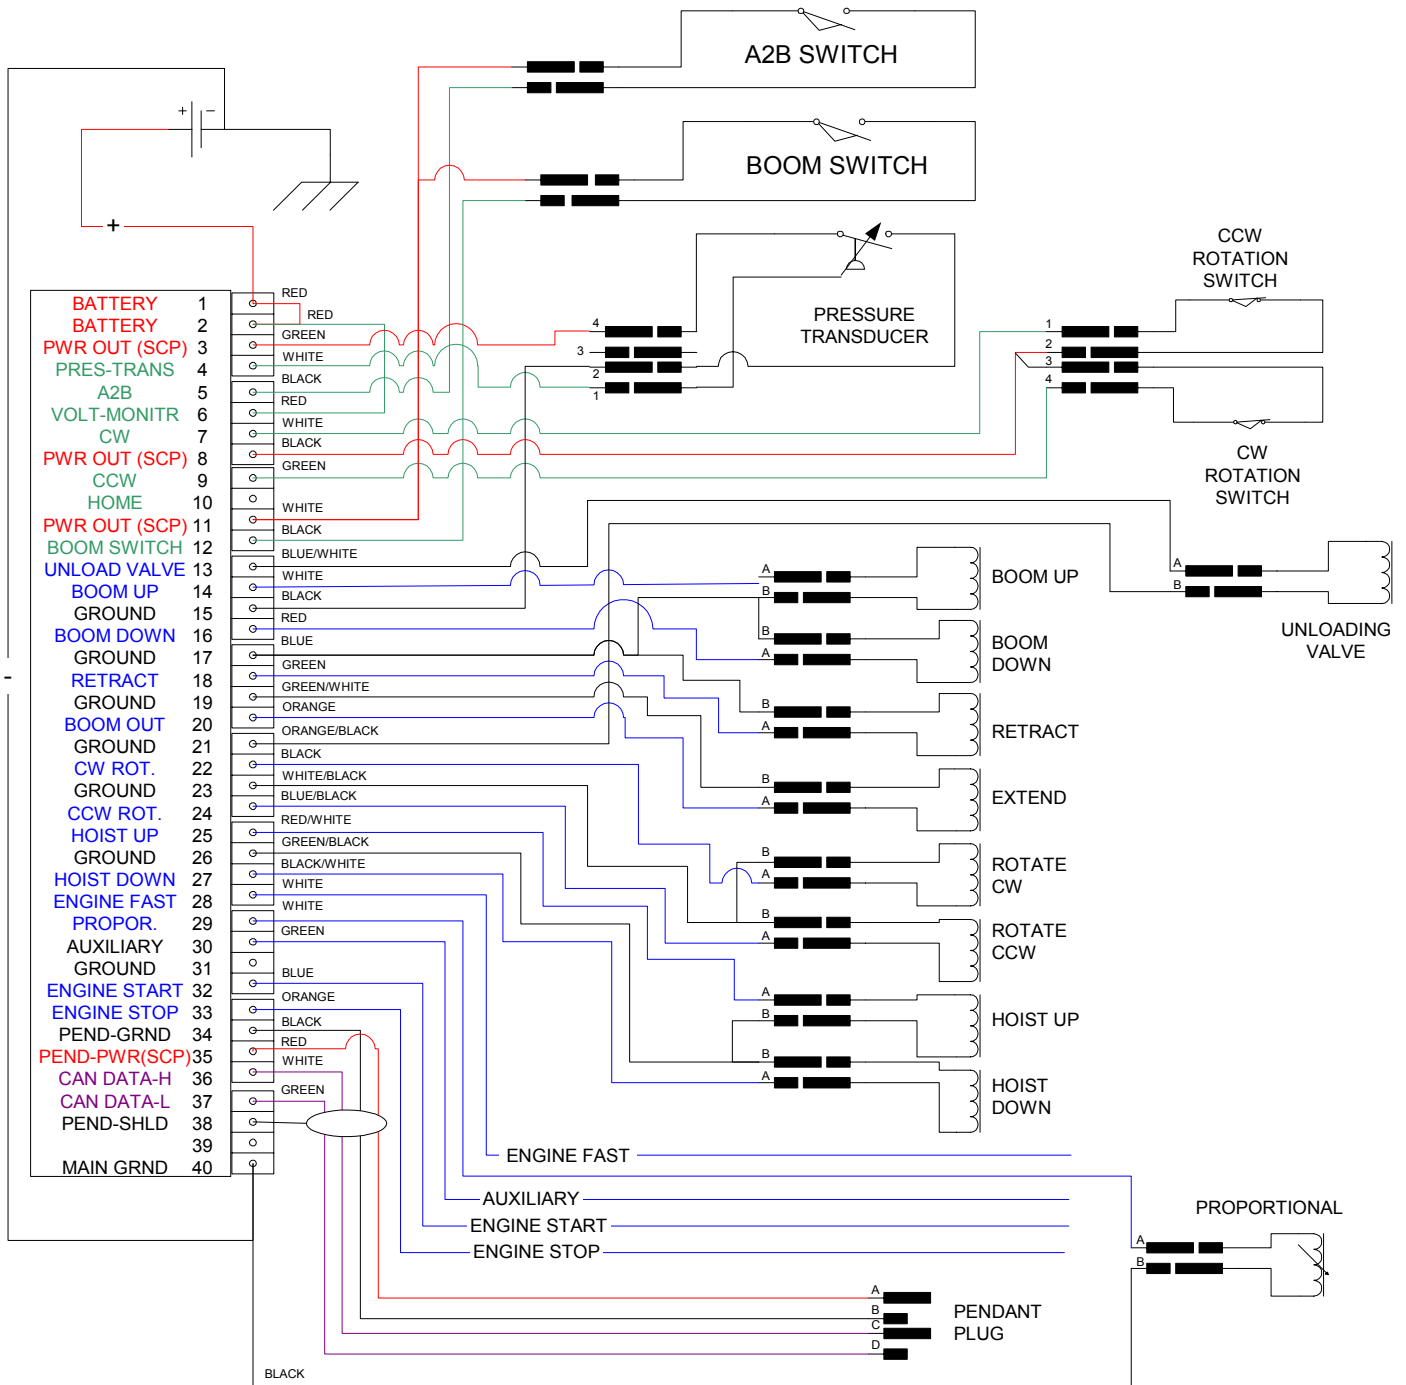 A2B SWITCH
+ −
BOOM SWITCH
+
CCW
ROTATION
SWITCH
PRESSURE
TRANSDUCER
4
3
2
1
1
2
3
4
CW
ROTATION
SWITCH
BATTERY 1 RED
BATTERY 2 RED
PWR OUT (SCP) 3 GREEN
PRES-TRANS 4 WHITE
A2B 5 BLACK
VOLT-MONITR 6 RED
CW 7 WHITE
PWR OUT (SCP) 8 BLACK
CCW 9 GREEN
HOME 10
PWR OUT (SCP) 11 WHITE
BOOM SWITCH 12 BLACK
UNLOAD VALVE 13 BLUE/WHITE
BOOM UP 14 WHITE
GROUND 15 BLACK
BOOM DOWN 16 RED
GROUND 17 BLUE
RETRACT 18 GREEN
GROUND 19 GREEN/WHITE
BOOM OUT 20 ORANGE
GROUND 21 ORANGE/BLACK
CW ROT. 22 BLACK
GROUND 23 WHITE/BLACK
CCW ROT. 24 BLUE/BLACK
HOIST UP 25 RED/WHITE
GROUND 26 GREEN/BLACK
HOIST DOWN 27 BLACK/WHITE
ENGINE FAST 28 WHITE
PROPOR. 29 WHITE
AUXILIARY 30 GREEN
GROUND 31
ENGINE START 32 BLUE
ENGINE STOP 33 ORANGE
PEND-GRND 34 BLACK
PEND-PWR(SCP) 35 RED
CAN DATA-H 36 WHITE
CAN DATA-L 37 GREEN
PEND-SHLD 38
39
MAIN GRND 40
-
A
B
BOOM UP
B
A
BOOM
DOWN
A
B
UNLOADING
VALVE
B
A
RETRACT
B
A
EXTEND
B
A
ROTATE
CW
B
A
ROTATE
CCW
A
B
HOIST UP
B
A
HOIST
DOWN
ENGINE FAST
AUXILIARY
ENGINE START
ENGINE STOP
PROPORTIONAL
A
B
A
B
C
D
PENDANT
PLUG
BLACK